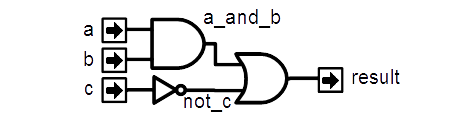 a
a_and_b
b
c
not_c
result